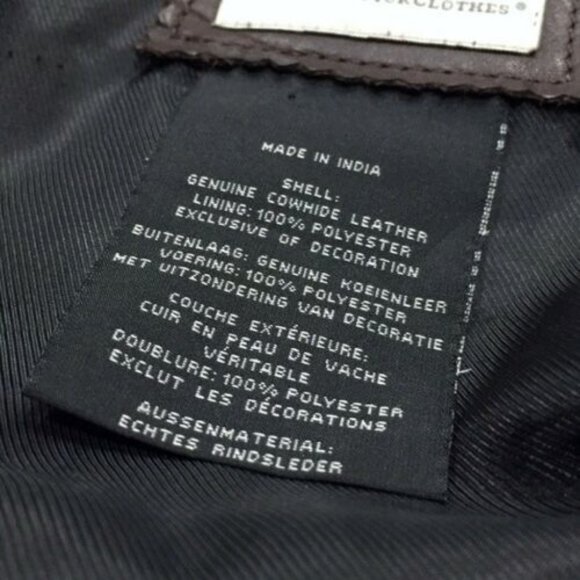 MADE IN INDIA
SHELL:
GENUINE COWHIDE LEATHER
LINING: 100% POLYESTER
EXCLUSIVE OF DECORATION
BUITENLAAG: GENUINE KOEIENLEER
VOERING: 100% POLYESTER
MET UITZONDERING VAN DECORATIE
COUCHE EXTÉRIEURE:
CUIR EN PEAU DE VACHE
VÉRITABLE
DOUBLURE: 100% POLYESTER
EXCLUT LES DÉCORATIONS
AUSSENMATERIAL:
ECHTES RINDSLEDER